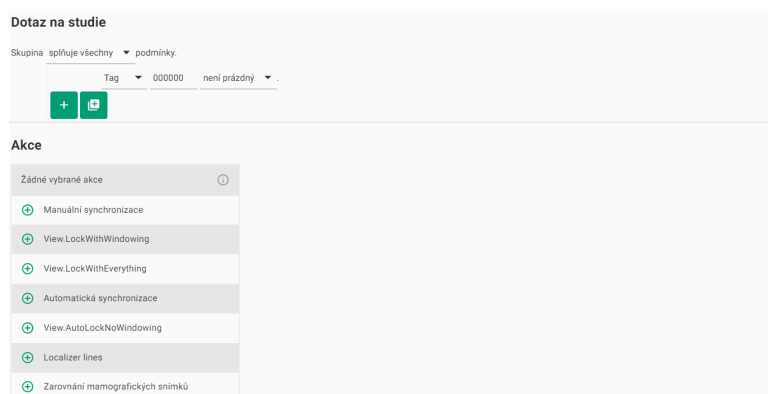 Dotaz na studie
Skupina splňuje všechny podmínky.
Tag 000000 není prázdný .
Akce
Žádné vybrané akce
Manuální synchronizace
View.LockWithWindowing
View.LockWithEverything
Automatická synchronizace
View.AutoLockNoWindowing
Localizer lines
Zarovnání mamografických snímků